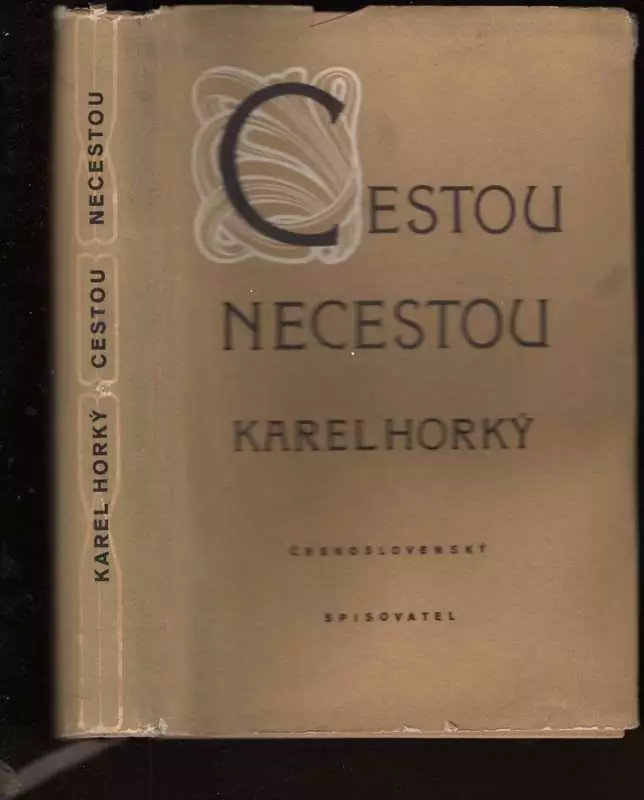 KAREL HORKÝ CESTOU NECESTOU
CESTOU
NECESTOU
KAREL HORKÝ
ČESKOSLOVENSKÝ
SPISOVATEL